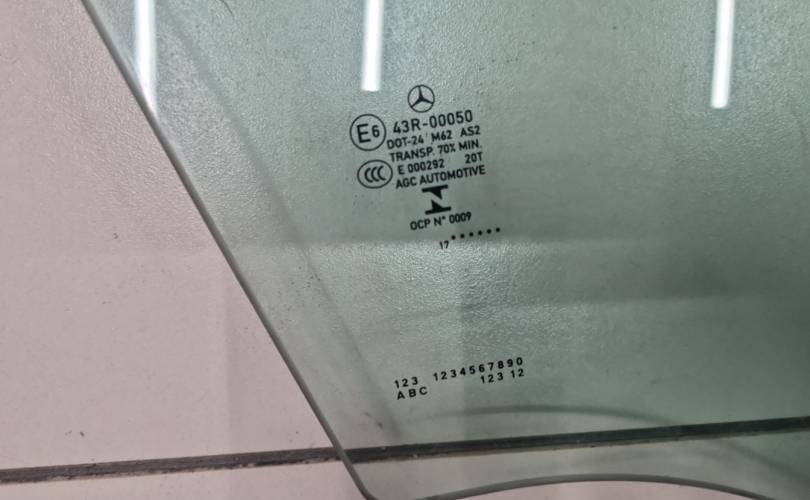 E6 43R-00050
DOT-24 M62 AS2
TRANSP. 70% MIN.
CCC E 000292 20T
AGC AUTOMOTIVE
OCP N° 0009
17 ••••••
123 1234567890
ABC 123 12